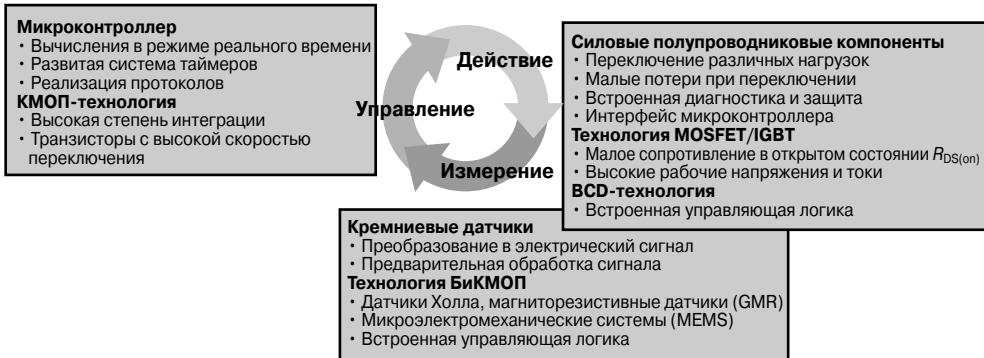 Микроконтроллер
· Вычисления в режиме реального времени
· Развитая система таймеров
· Реализация протоколов
КМОП-технология
· Высокая степень интеграции
· Транзисторы с высокой скоростью
переключения
Действие
Управление
Измерение
Силовые полупроводниковые компоненты
· Переключение различных нагрузок
· Малые потери при переключении
· Встроенная диагностика и защита
· Интерфейс микроконтроллера
Технология MOSFET/IGBT
· Малое сопротивление в открытом состоянии RDS(on)
· Высокие рабочие напряжения и токи
BCD-технология
· Встроенная управляющая логика
Кремниевые датчики
· Преобразование в электрический сигнал
· Предварительная обработка сигнала
Технология БиКМОП
· Датчики Холла, магниторезистивные датчики (GMR)
· Микроэлектромеханические системы (MEMS)
· Встроенная управляющая логика